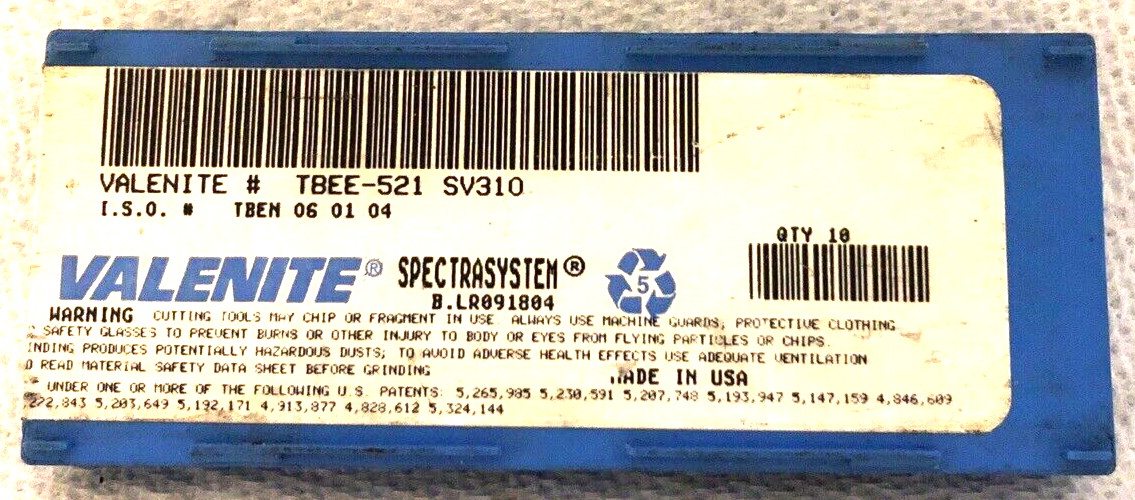 VALENITE # TBEE-521 SV310
I.S.O. # TBEN 06 01 04
QTY 10
VALENITE® SPECTRASYSTEM®
5
B.LR091804
WARNING CUTTING TOOLS MAY CHIP OR FRAGMENT IN USE. ALWAYS USE MACHINE GUARDS, PROTECTIVE CLOTHING
SAFETY GLASSES TO PREVENT BURNS OR OTHER INJURY TO BODY OR EYES FROM FLYING PARTICLES OR CHIPS.
INDING PRODUCES POTENTIALLY HAZARDOUS DUSTS; TO AVOID ADVERSE HEALTH EFFECTS USE ADEQUATE VENTILATION
D READ MATERIAL SAFETY DATA SHEET BEFORE GRINDING
MADE IN USA
UNDER ONE OR MORE OF THE FOLLOWING U.S. PATENTS: 5,265,985 5,230,591 5,207,748 5,193,947 5,147,159 4,846,609
272,843 5,203,649 5,192,171 4,913,877 4,828,612 5,324,144